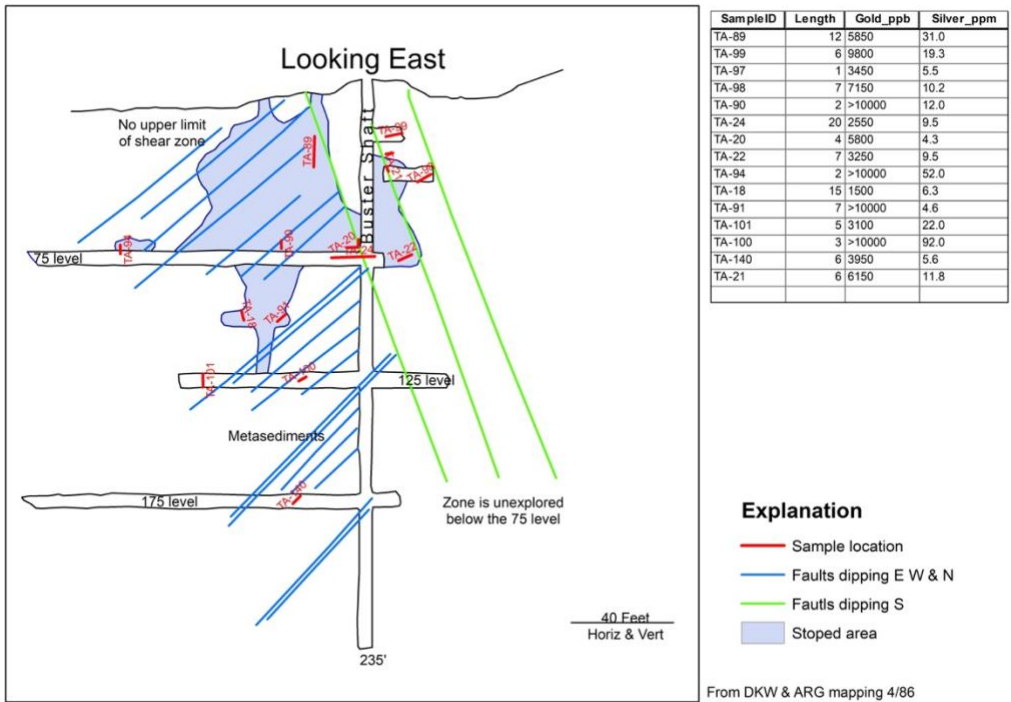 Looking East
No upper limit
of shear zone
Buster Shaft
TA-99
TA-89
TA-94
TA-90
TA-20
TA-24
TA-22
75 level
TA-18
TA-91
TA-101
TA-100
125 level
Metasediments
TA-140
175 level
Zone is unexplored
below the 75 level
40 Feet
Horiz & Vert
235'
SampleID Length Gold_ppb Silver_ppm
TA-89 12 5850 31.0
TA-99 6 9800 19.3
TA-97 1 3450 5.5
TA-98 7 7150 10.2
TA-90 2 >10000 12.0
TA-24 20 2550 9.5
TA-20 4 5800 4.3
TA-22 7 3250 9.5
TA-94 2 >10000 52.0
TA-18 15 1500 6.3
TA-91 7 >10000 4.6
TA-101 5 3100 22.0
TA-100 3 >10000 92.0
TA-140 6 3950 5.6
TA-21 6 6150 11.8
Explanation
Sample location
Faults dipping E W & N
Fautls dipping S
Stoped area
From DKW & ARG mapping 4/86